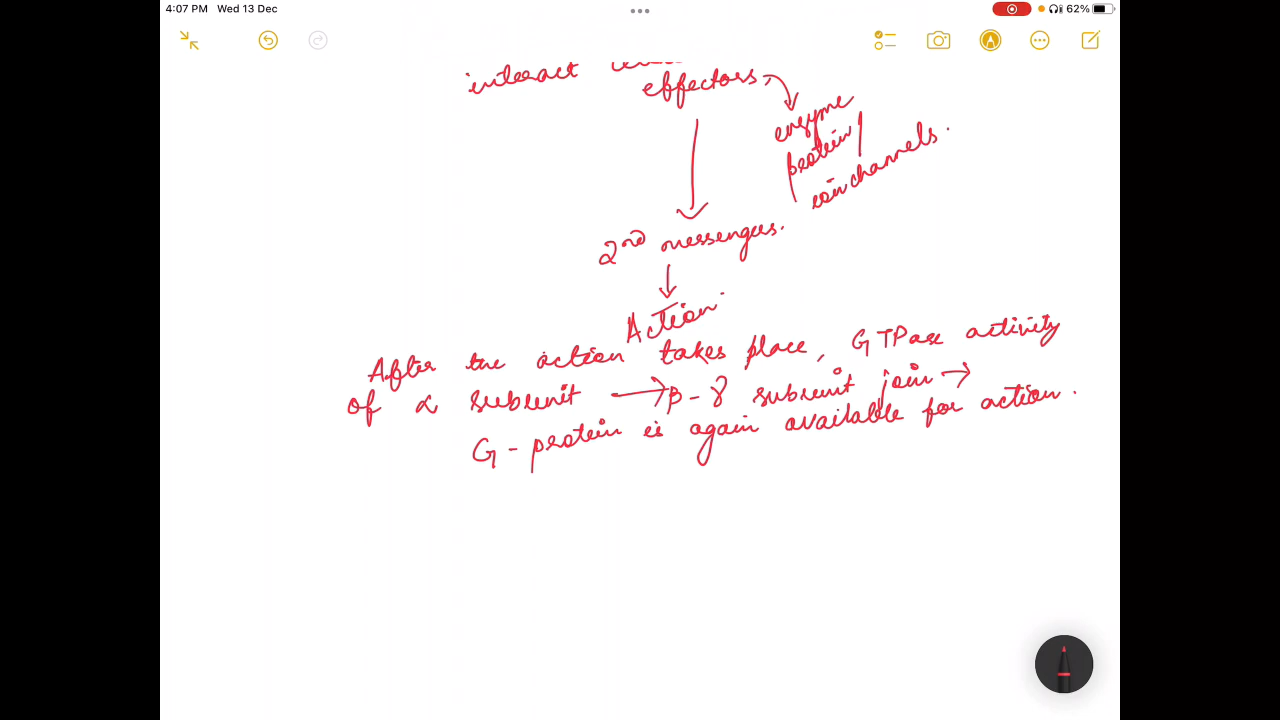 4:07 PM Wed 13 Dec
62%
interact
effectors,
enzyme
protein
ion channels.
2nd messengers.
Action.
After the action takes place, GTPase activity
of α subunit → β-γ subunit join →
G-protein is again available for action.